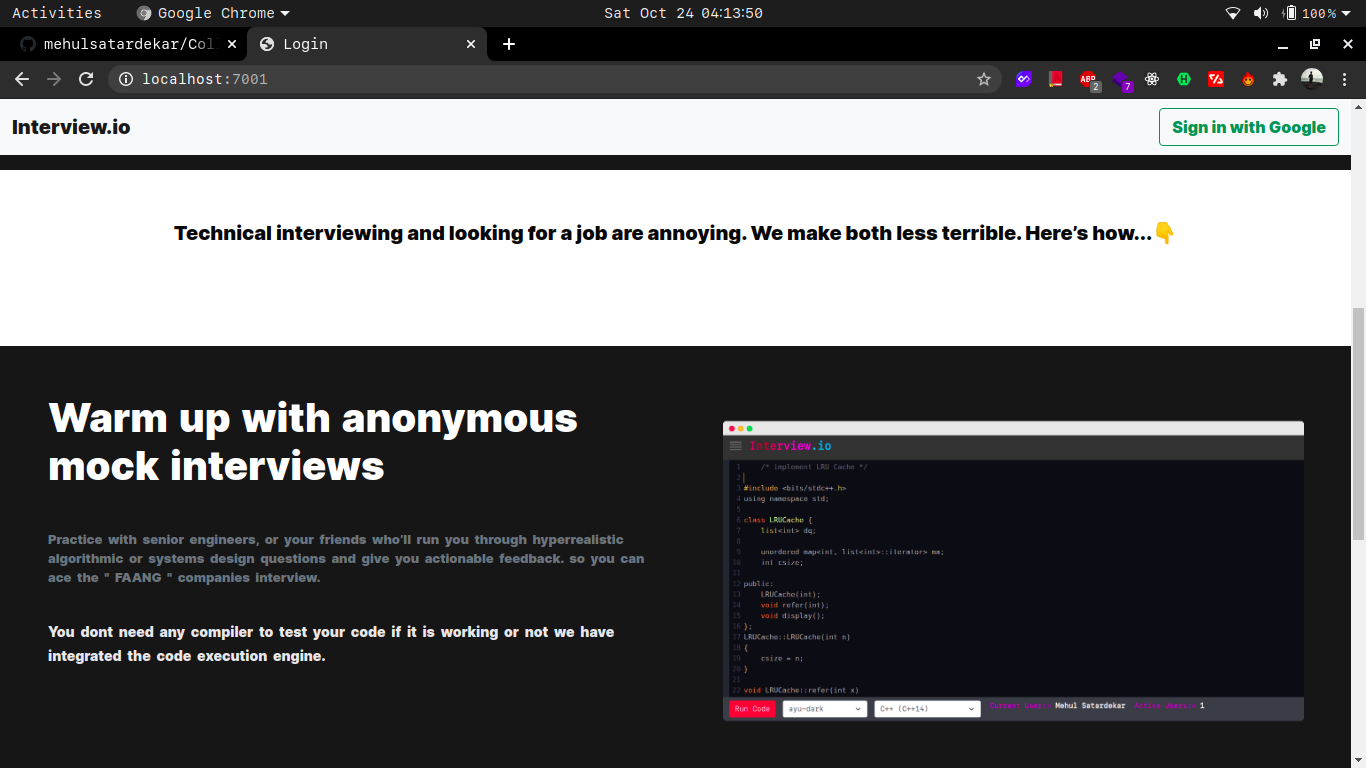 Activities
Google Chrome
Sat Oct 24 04:13:50
100%
mehulsatardekar/Col
Login
localhost:7001
ABP
2
7
Interview.io
Sign in with Google
Technical interviewing and looking for a job are annoying. We make both less terrible. Here’s how...👇
Warm up with anonymous
mock interviews
Practice with senior engineers, or your friends who’ll run you through hyperrealistic
algorithmic or systems design questions and give you actionable feedback. so you can
ace the " FAANG " companies interview.
You dont need any compiler to test your code if it is working or not we have
integrated the code execution engine.
Interview.io
1 /* implement LRU Cache */
2
3 #include <bits/stdc++.h>
4 using namespace std;
5
6 class LRUCache {
7 list<int> dq;
8
9 unordered_map<int, list<int>::iterator> ma;
10 int csize;
11
12 public:
13 LRUCache(int);
14 void refer(int);
15 void display();
16 };
17 LRUCache::LRUCache(int n)
18 {
19 csize = n;
20 }
21
22 void LRUCache::refer(int x)
Run Code
ayu-dark
C++ (C++14)
Current User:- Mehul Satardekar Active-Users:- 1